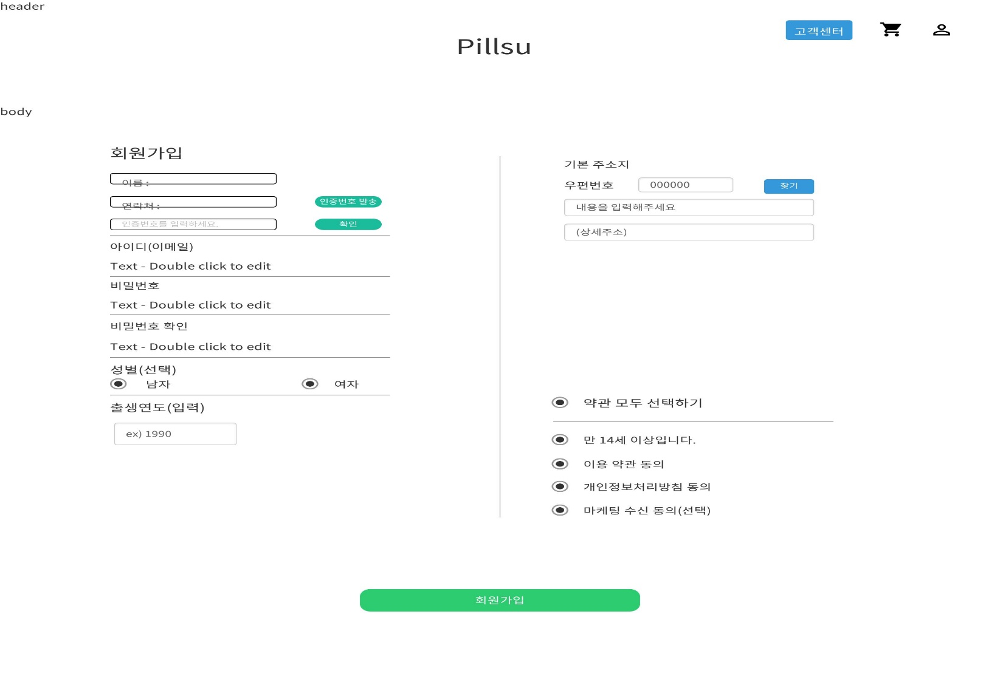 header
고객센터
Pillsu
body
회원가입
이름 :
연락처 :
인증번호 발송
인증번호를 입력하세요.
확인
아이디(이메일)
Text - Double click to edit
비밀번호
Text - Double click to edit
비밀번호 확인
Text - Double click to edit
성별(선택)
남자
여자
출생연도(입력)
ex) 1990
기본 주소지
우편번호
000000
찾기
내용을 입력해주세요
(상세주소)
약관 모두 선택하기
만 14세 이상입니다.
이용 약관 동의
개인정보처리방침 동의
마케팅 수신 동의(선택)
회원가입